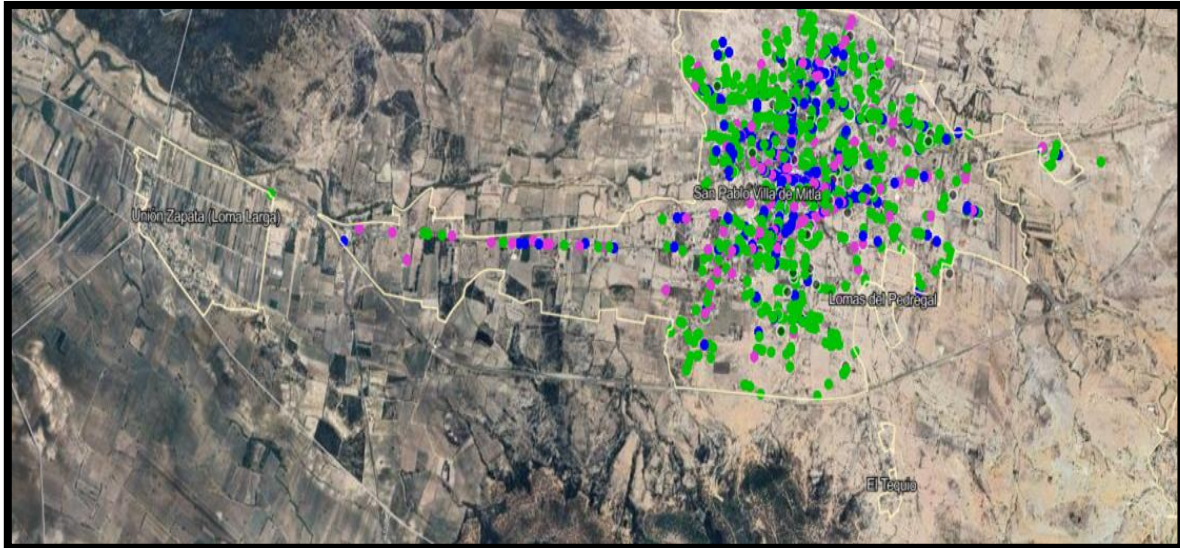 San Pablo Villa de Mitla
Unión Zapata (Loma Larga)
Lomas del Pedregal
El Tequio